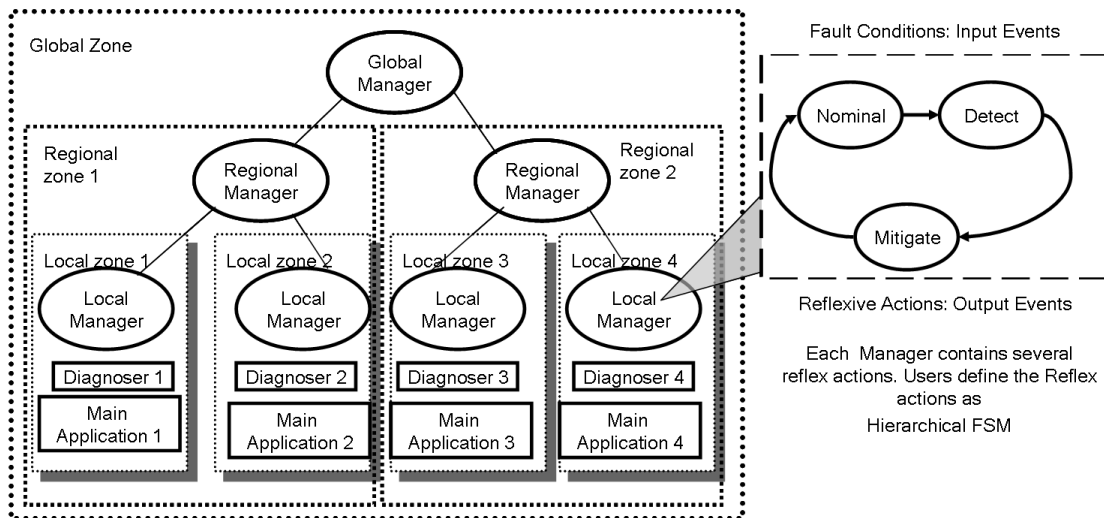 Global Zone
Global
Manager
Regional
zone 1
Regional
Manager
Regional
Manager
Regional
zone 2
Local zone 1
Local
Manager
Diagnoser 1
Main
Application 1
Local zone 2
Local
Manager
Diagnoser 2
Main
Application 2
Local zone 3
Local
Manager
Diagnoser 3
Main
Application 3
Local zone 4
Local
Manager
Diagnoser 4
Main
Application 4
Fault Conditions: Input Events
Nominal
Detect
Mitigate
Reflexive Actions: Output Events
Each Manager contains several
reflex actions. Users define the Reflex
actions as
Hierarchical FSM